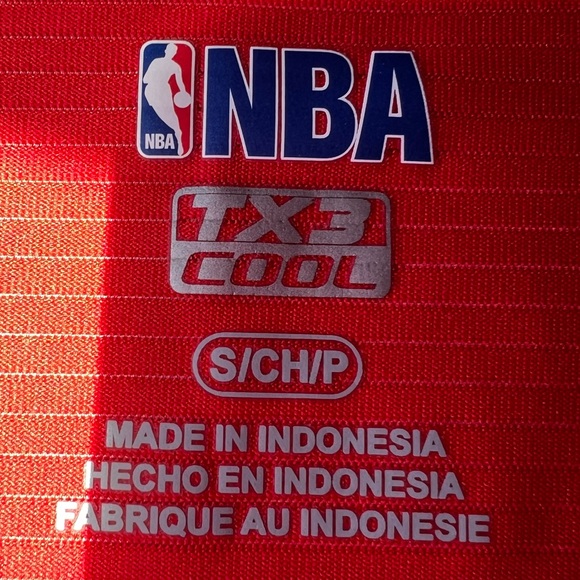 NBA NBA
TX3
COOL
S/CH/P
MADE IN INDONESIA
HECHO EN INDONESIA
FABRIQUE AU INDONESIE